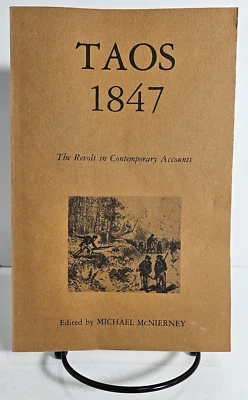 TAOS
1847
The Revolt in Contemporary Accounts
Edited by MICHAEL McNIERNEY